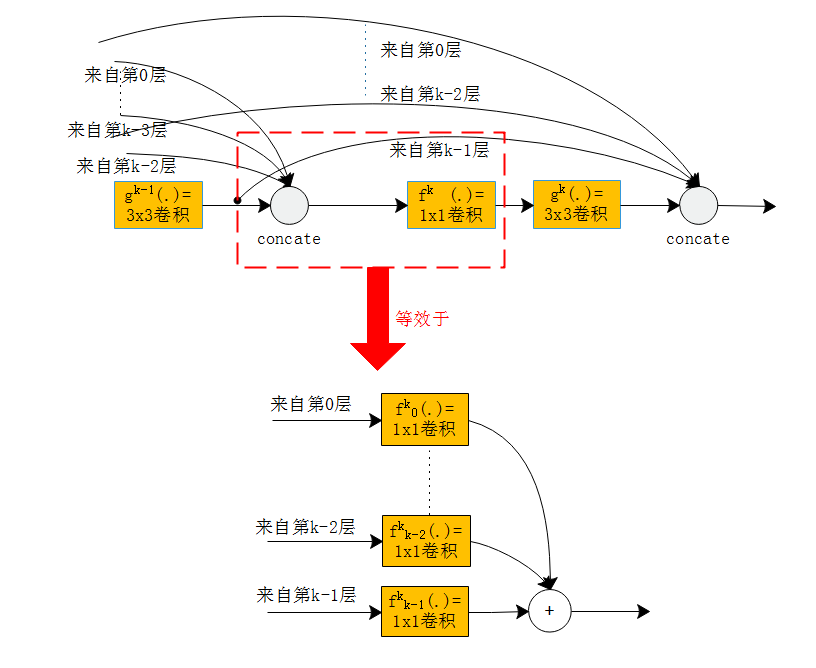 来自第0层
来自第0层
来自第k-2层
来自第k-3层
来自第k-1层
来自第k-2层
g^k-1(.)=
3x3卷积
f^k (.)=
1x1卷积
g^k(.)=
3x3卷积
concate
concate
等效于
来自第0层
f^k_0(.)=
1x1卷积
来自第k-2层
f^k_k-2(.)=
1x1卷积
来自第k-1层
f^k_k-1(.)=
1x1卷积
+